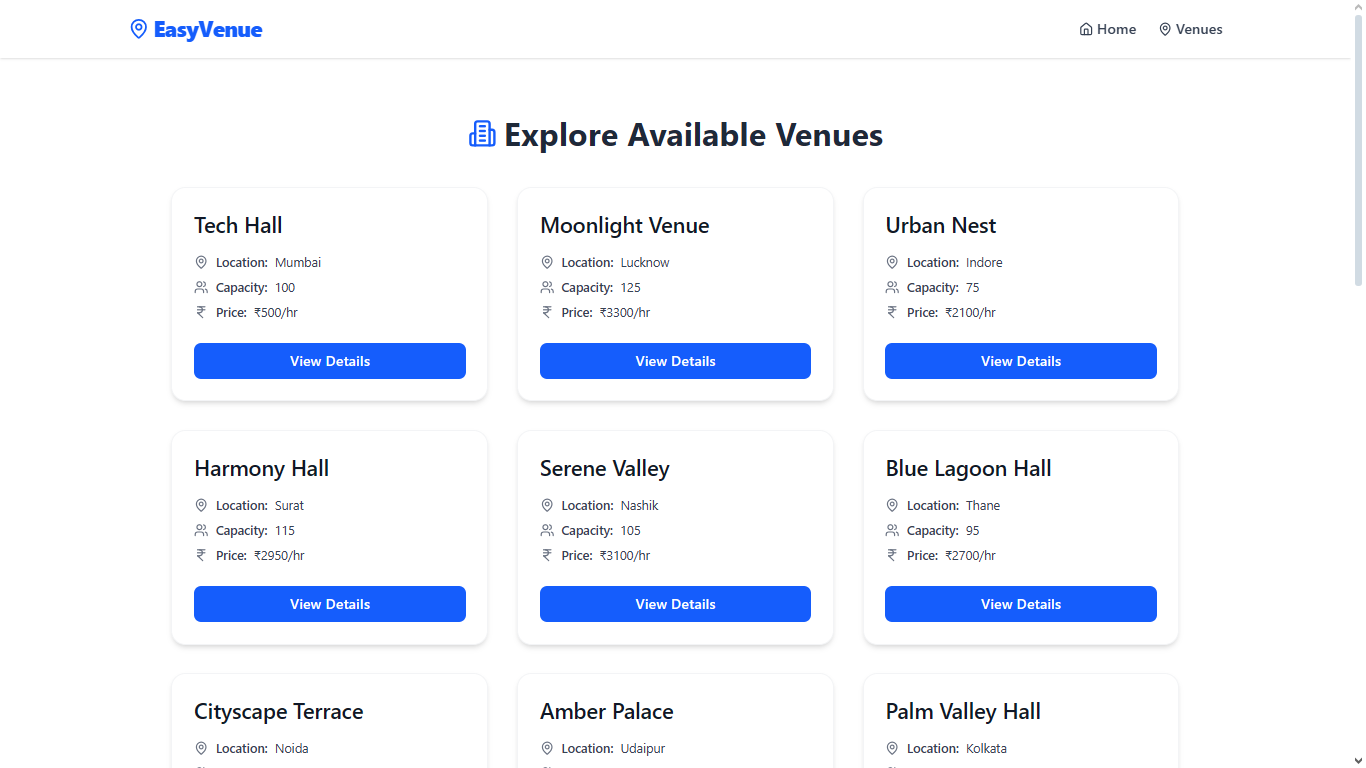 EasyVenue
Home
Venues
Explore Available Venues
Tech Hall
Location: Mumbai
Capacity: 100
Price: ₹500/hr
View Details
Moonlight Venue
Location: Lucknow
Capacity: 125
Price: ₹3300/hr
View Details
Urban Nest
Location: Indore
Capacity: 75
Price: ₹2100/hr
View Details
Harmony Hall
Location: Surat
Capacity: 115
Price: ₹2950/hr
View Details
Serene Valley
Location: Nashik
Capacity: 105
Price: ₹3100/hr
View Details
Blue Lagoon Hall
Location: Thane
Capacity: 95
Price: ₹2700/hr
View Details
Cityscape Terrace
Location: Noida
Amber Palace
Location: Udaipur
Palm Valley Hall
Location: Kolkata